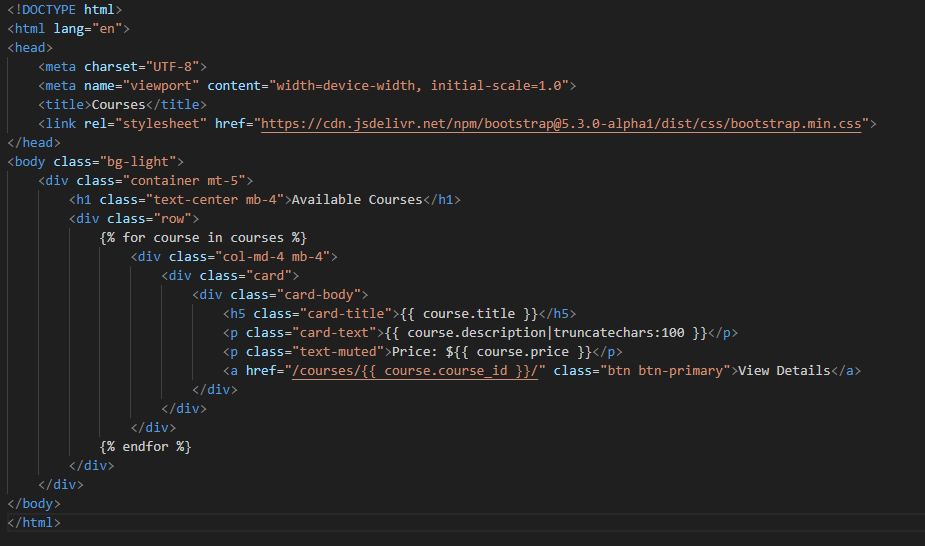 <!DOCTYPE html>
<html lang="en">
<head>
    <meta charset="UTF-8">
    <meta name="viewport" content="width=device-width, initial-scale=1.0">
    <title>Courses</title>
    <link rel="stylesheet" href="https://cdn.jsdelivr.net/npm/bootstrap@5.3.0-alpha1/dist/css/bootstrap.min.css">
</head>
<body class="bg-light">
    <div class="container mt-5">
        <h1 class="text-center mb-4">Available Courses</h1>
        <div class="row">
            {% for course in courses %}
                <div class="col-md-4 mb-4">
                    <div class="card">
                        <div class="card-body">
                            <h5 class="card-title">{{ course.title }}</h5>
                            <p class="card-text">{{ course.description|truncatechars:100 }}</p>
                            <p class="text-muted">Price: ${{ course.price }}</p>
                            <a href="/courses/{{ course.course_id }}/" class="btn btn-primary">View Details</a>
                        </div>
                    </div>
                </div>
            {% endfor %}
        </div>
    </div>
</body>
</html>